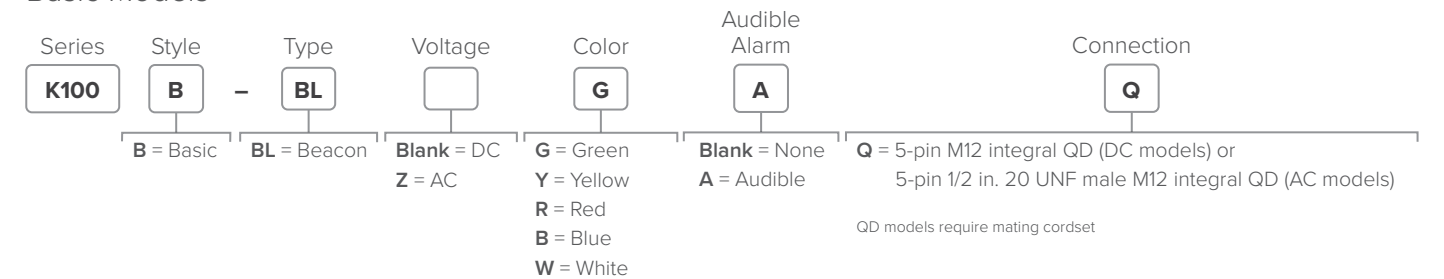 Basic Models
Series Style Type Voltage Color Audible Alarm Connection
K100 B – BL G A Q
B = Basic BL = Beacon Blank = DC G = Green Blank = None Q = 5-pin M12 integral QD (DC models) or
Z = AC Y = Yellow A = Audible 5-pin 1/2 in. 20 UNF male M12 integral QD (AC models)
R = Red
B = Blue QD models require mating cordset
W = White